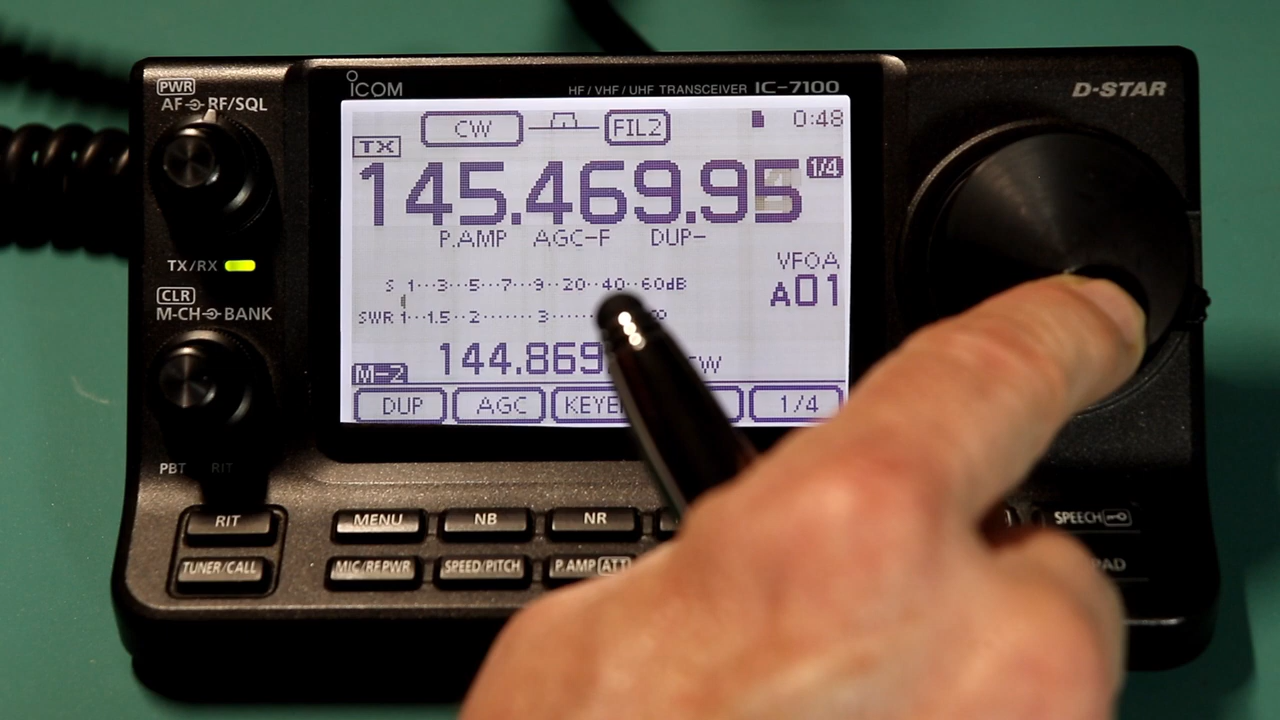 PWR
AF RF/SQL
ICOM
HF/VHF/UHF TRANSCEIVER IC-7100
D-STAR
CW FIL2 0:48
TX
145.469.95 1/4
P.AMP AGC-F DUP-
TX/RX
VFOA
A01
S 1···3···5···7···9··20··40··60dB
SWR 1··1.5··2······3······ ∞
CLR
M-CH BANK
M-2 144.869
DUP AGC 1/4
PBT RIT
RIT MENU NB NR
SPEECH
TUNER/CALL MIC/RF PWR SPEED/PITCH P.AMP ATT